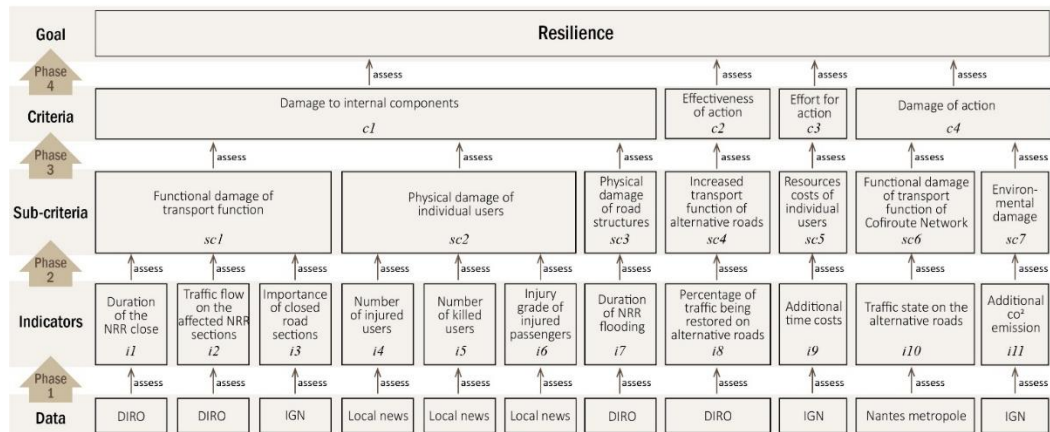 Goal
Resilience
Phase
4
assess
assess
assess
assess
Criteria
Damage to internal components
c1
Effectiveness
of action
c2
Effort for
action
c3
Damage of action
c4
Phase
3
assess
assess
assess
assess
assess
assess
assess
Sub-criteria
Functional damage of
transport function
sc1
Physical damage of
individual users
sc2
Physical
damage
of road
structures
sc3
Increased
transport
function of
alternative roads
sc4
Resources
costs of
individual
users
sc5
Functional damage
of transport
function of
Cofiroute Network
sc6
Environ-
mental
damage
sc7
Phase
2
assess
assess
assess
assess
assess
assess
assess
assess
assess
assess
assess
Indicators
Duration
of the
NRR close
i1
Traffic flow
on the
affected NRR
sections
i2
Importance
of closed
road
sections
i3
Number
of injured
users
i4
Number
of killed
users
i5
Injury
grade of
injured
passengers
i6
Duration
of NRR
flooding
i7
Percentage
of traffic being
restored on
alternative roads
i8
Additional
time costs
i9
Traffic state on the
alternative roads
i10
Additional
co²
emission
i11
Phase
1
assess
assess
assess
assess
assess
assess
assess
assess
assess
assess
assess
Data
DIRO
DIRO
IGN
Local news
Local news
Local news
DIRO
DIRO
IGN
Nantes metropole
IGN